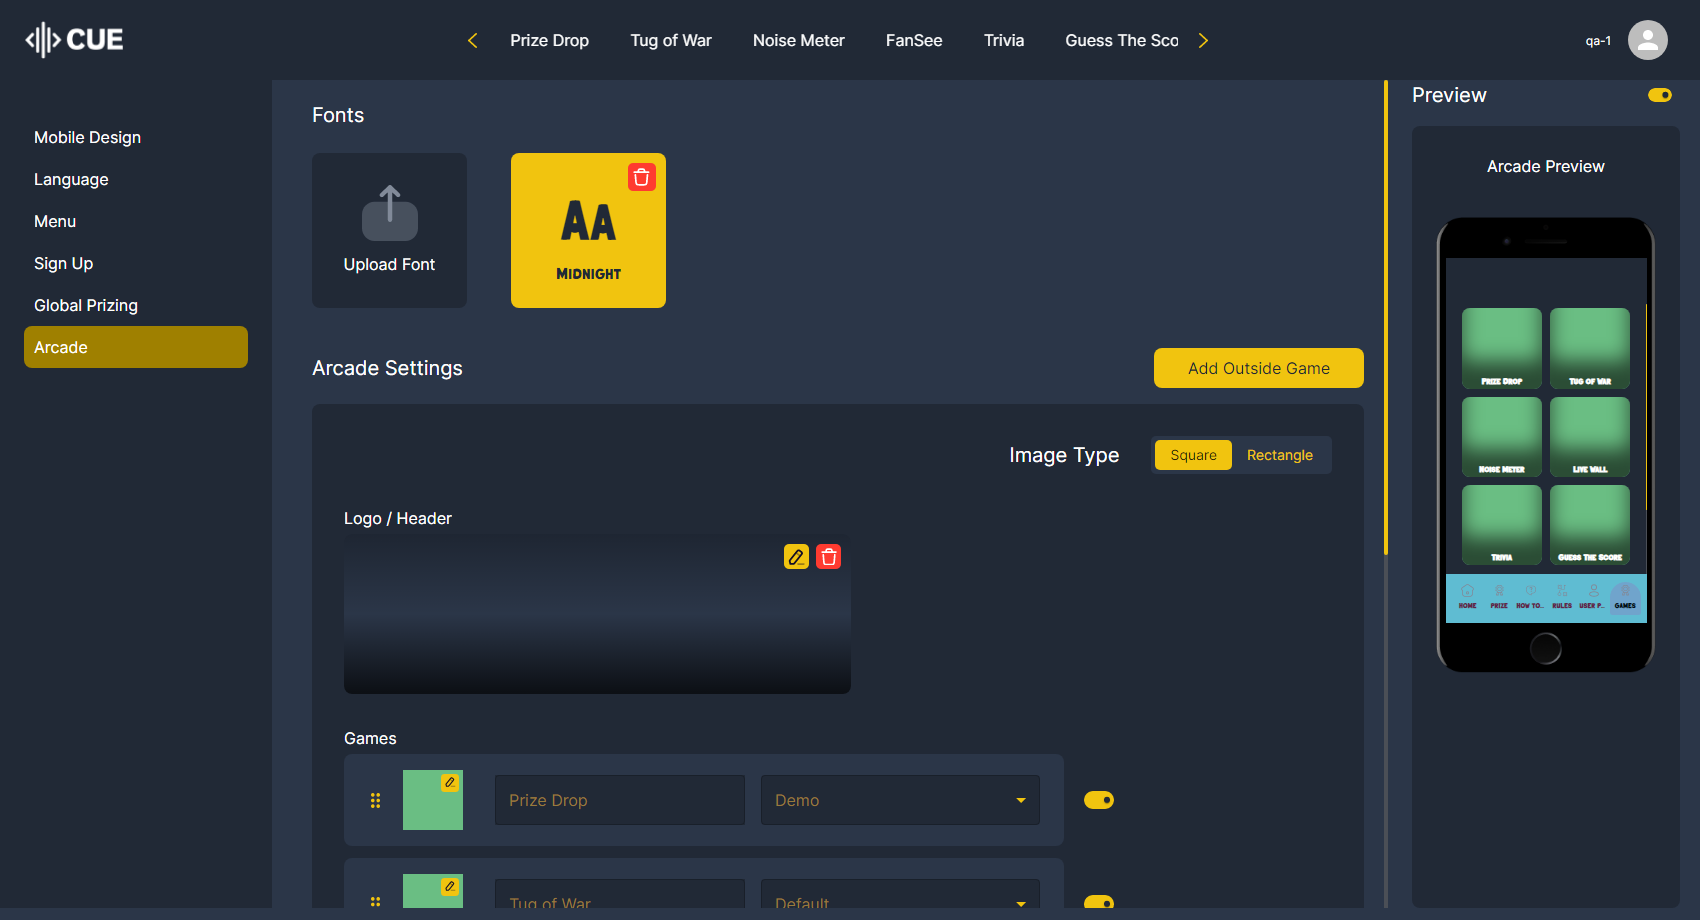 CUE
Prize Drop
Tug of War
Noise Meter
FanSee
Trivia
Guess The Sco
qa-1
Mobile Design
Language
Menu
Sign Up
Global Prizing
Arcade
Fonts
Upload Font
AA
MIDNIGHT
Arcade Settings
Add Outside Game
Image Type
Square
Rectangle
Logo / Header
Games
Prize Drop
Demo
Tug of War
Default
Preview
Arcade Preview
PRIZE DROP
TUG OF WAR
NOISE METER
LIVE WALL
TRIVIA
GUESS THE SCORE
HOME
PRIZE
HOW TO..
RULES
USER P..
GAMES